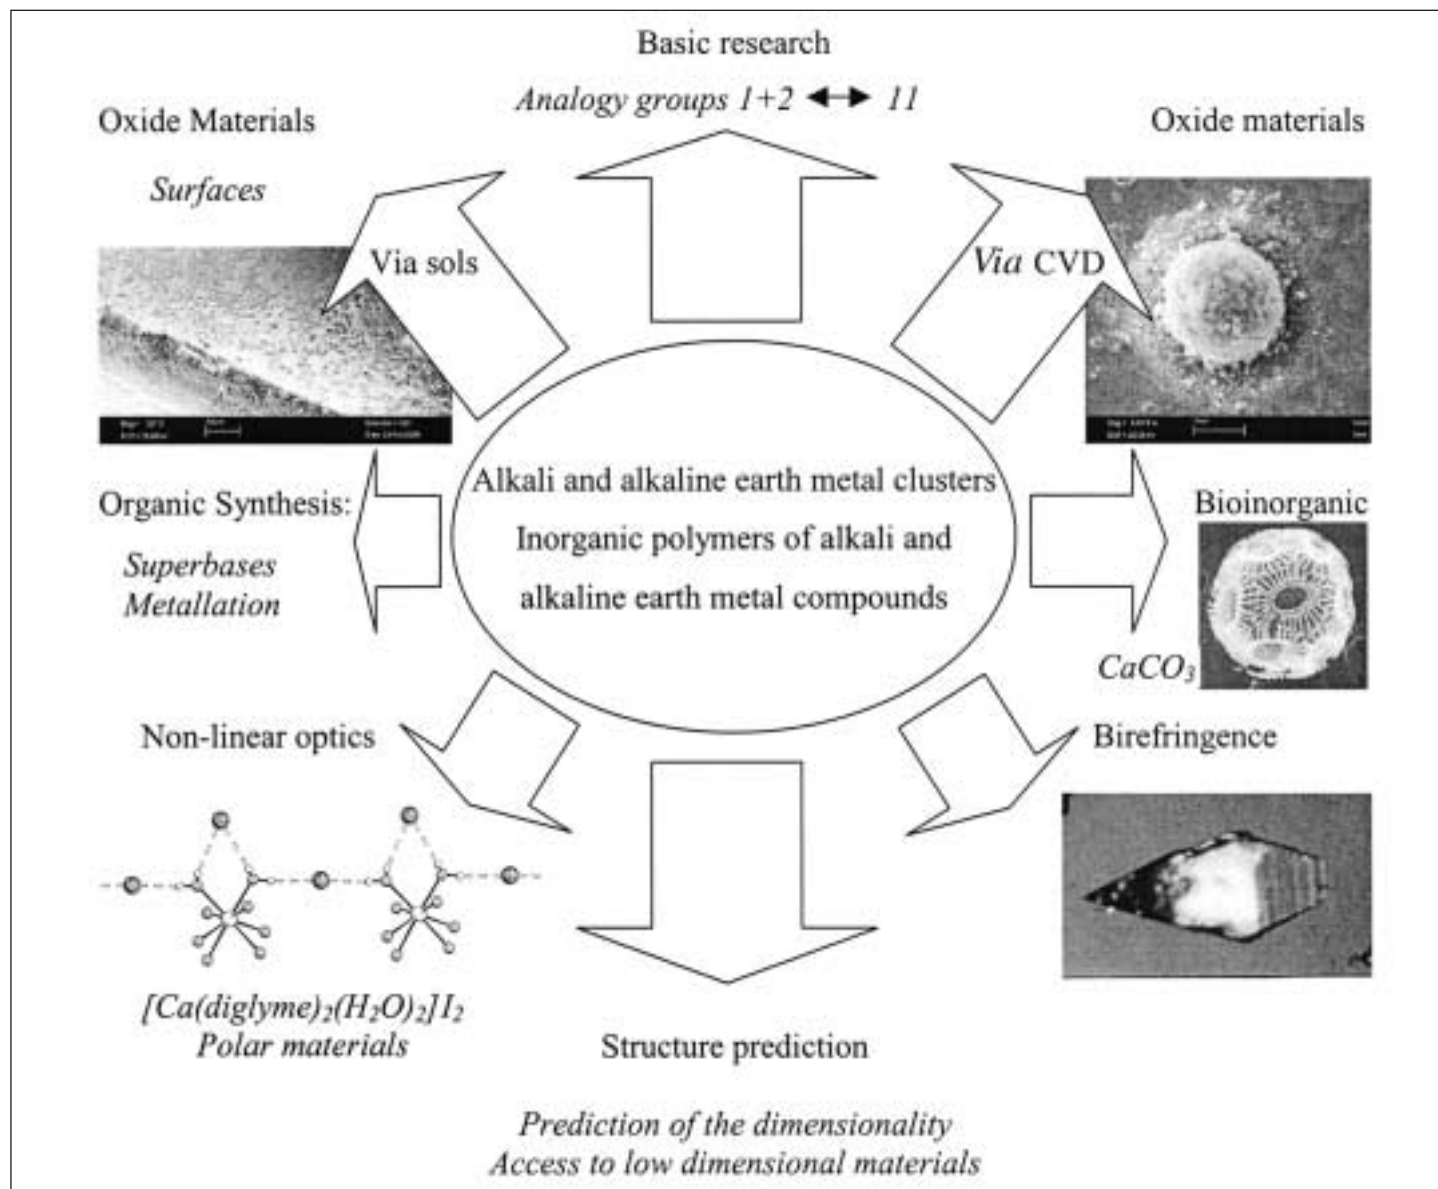 Basic research
Analogy groups 1+2 ◄► 11
Oxide Materials
Surfaces
Via sols
Oxide materials
Via CVD
Alkali and alkaline earth metal clusters
Inorganic polymers of alkali and
alkaline earth metal compounds
Organic Synthesis:
Superbases
Metallation
Bioinorganic
CaCO₃
Non-linear optics
[Ca(diglyme)₂(H₂O)₂]I₂
Polar materials
Birefringence
Structure prediction
Prediction of the dimensionality
Access to low dimensional materials